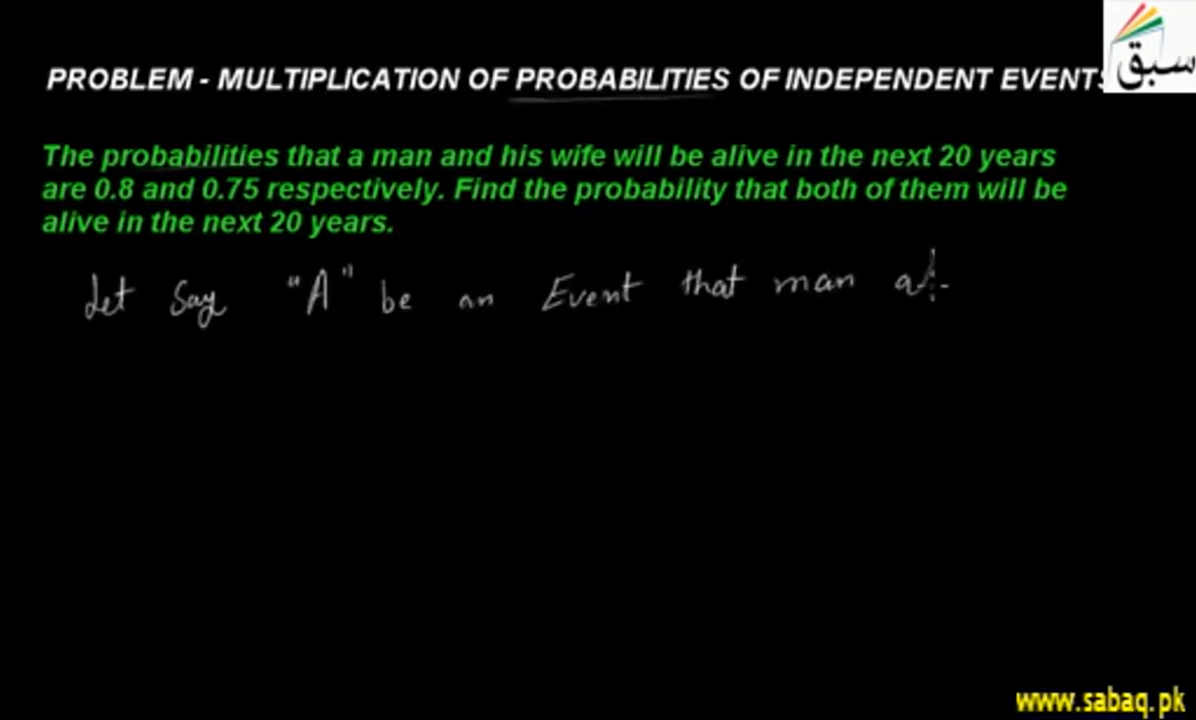 سبق
PROBLEM - MULTIPLICATION OF PROBABILITIES OF INDEPENDENT EVENTS
The probabilities that a man and his wife will be alive in the next 20 years
are 0.8 and 0.75 respectively. Find the probability that both of them will be
alive in the next 20 years.
Let Say "A" be an Event that man al
www.sabaq.pk